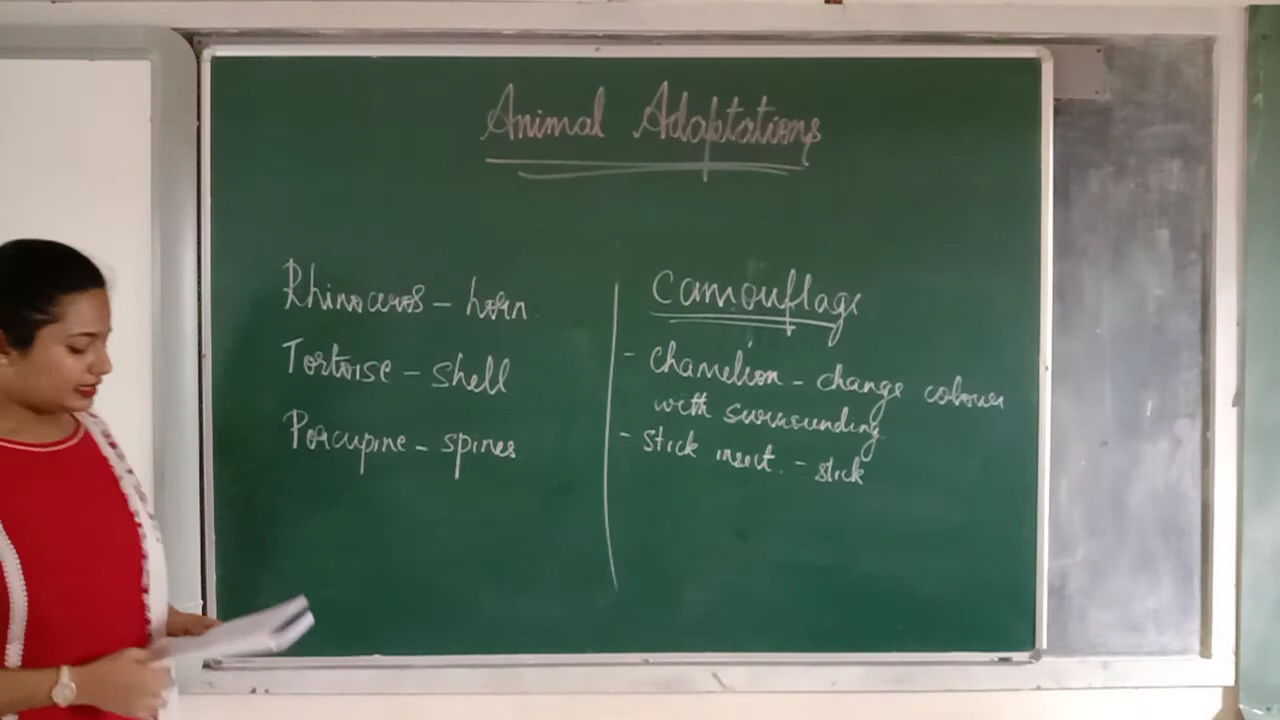 Animal Adaptations
Rhinoceros - horn
Tortoise - shell
Porcupine - spines
Camouflage
- Chamelion - change colour
with surrounding
- stick insect. - stick